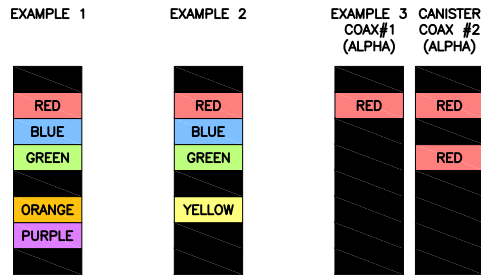 EXAMPLE 1
RED
BLUE
GREEN
ORANGE
PURPLE
EXAMPLE 2
RED
BLUE
GREEN
YELLOW
EXAMPLE 3 CANISTER
COAX#1
(ALPHA)
RED
COAX #2
(ALPHA)
RED
RED